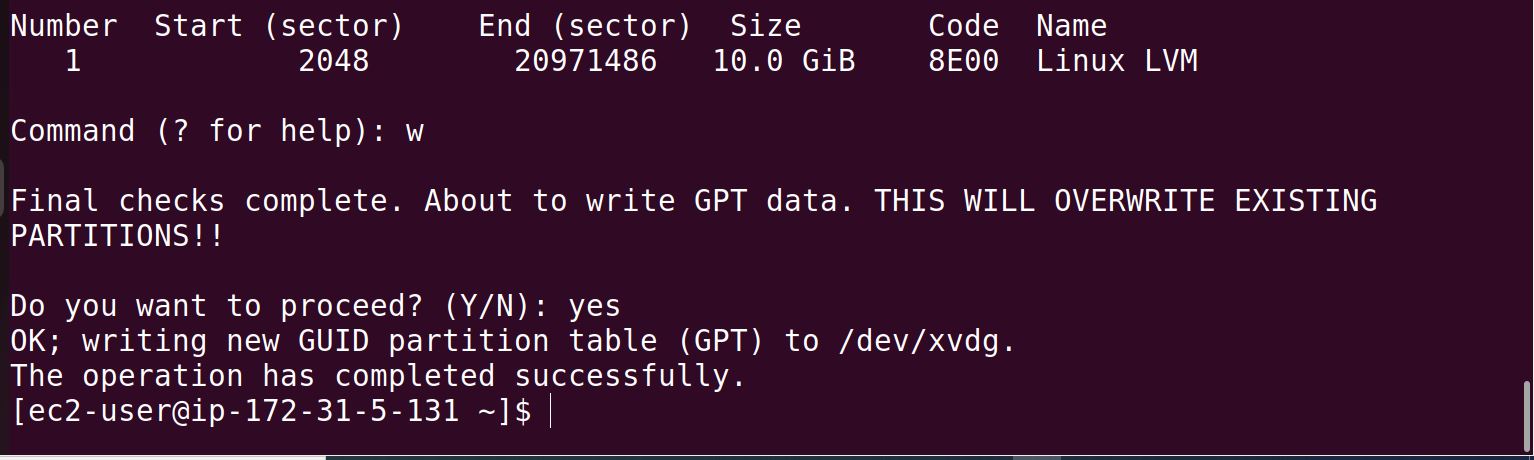 Number  Start (sector)    End (sector)  Size       Code  Name
   1            2048        20971486   10.0 GiB    8E00  Linux LVM
Command (? for help): w
Final checks complete. About to write GPT data. THIS WILL OVERWRITE EXISTING
PARTITIONS!!
Do you want to proceed? (Y/N): yes
OK; writing new GUID partition table (GPT) to /dev/xvdg.
The operation has completed successfully.
[ec2-user@ip-172-31-5-131 ~]$